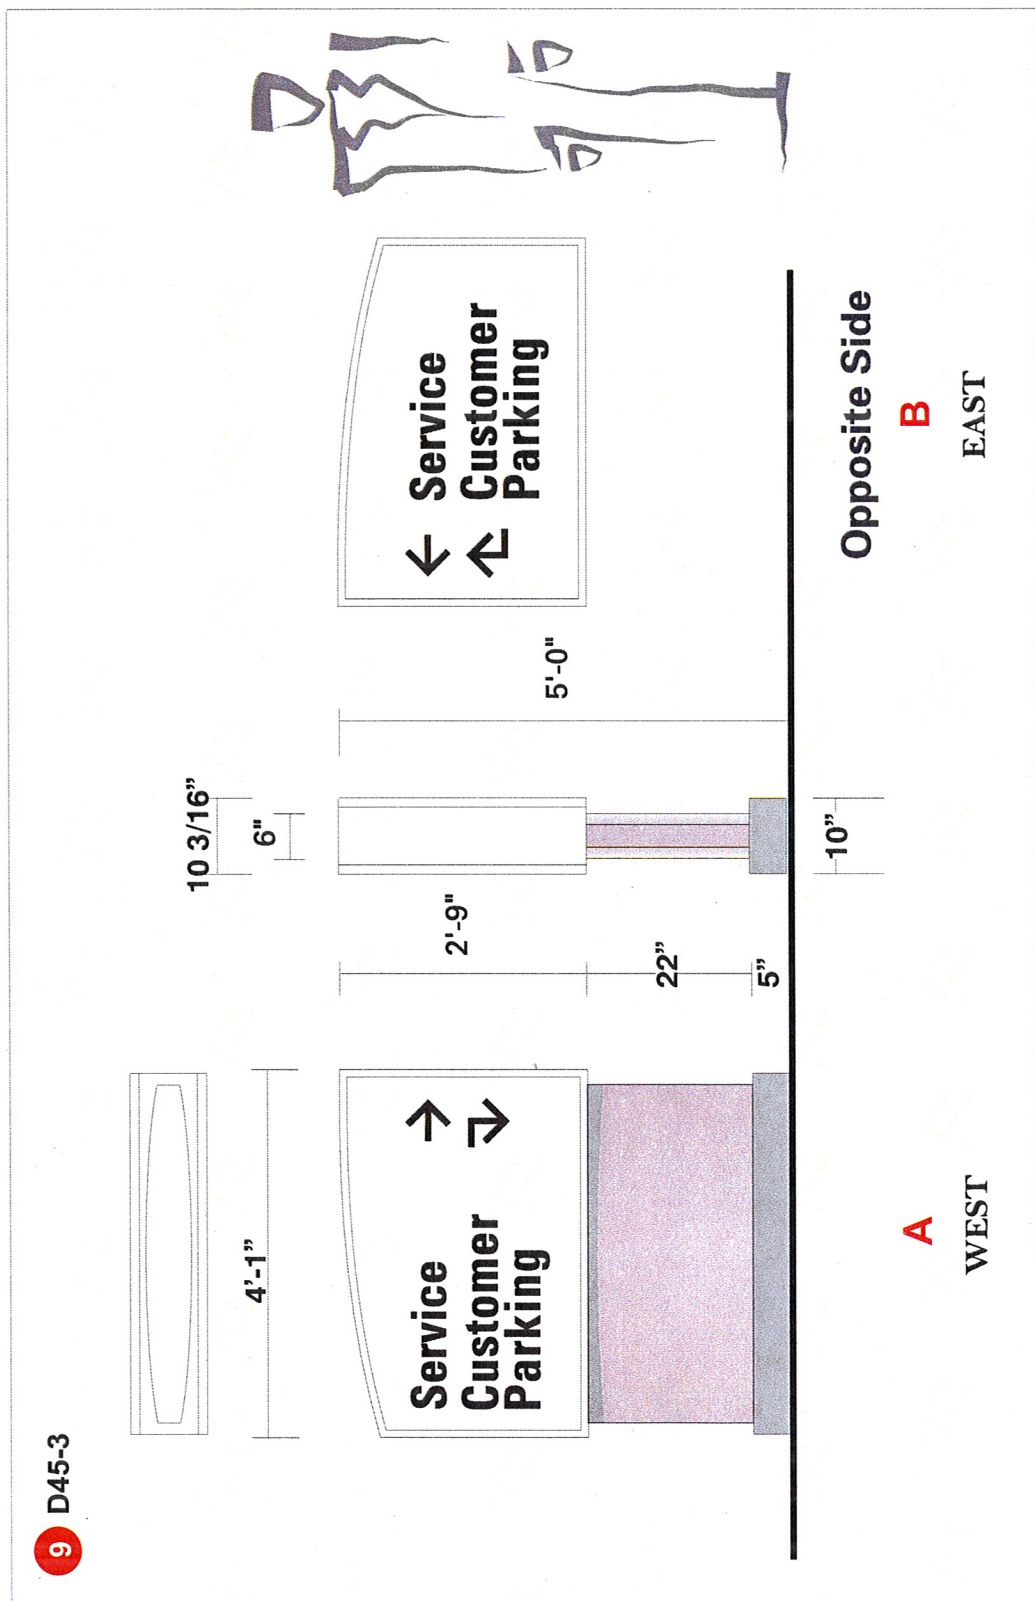 9 D45-3
4'-1”
Service
Customer
Parking
2'-9"
22”
5”
10 3/16”
6"
10”
5'-0"
Service
Customer
Parking
Opposite Side
A
WEST
B
EAST